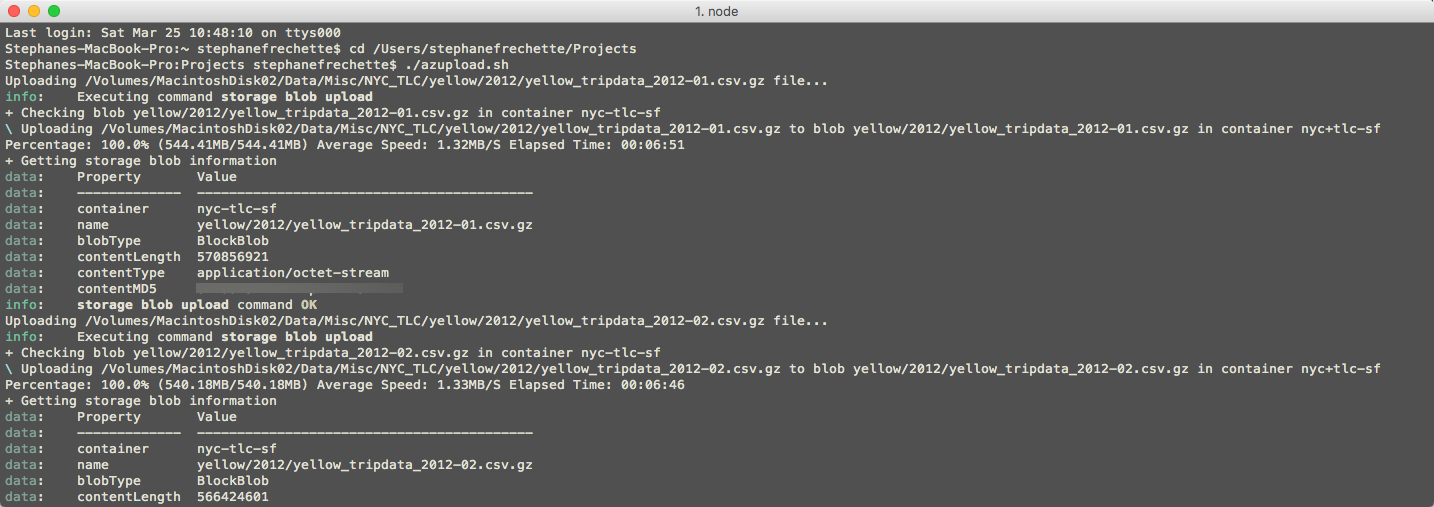 1. node
Last login: Sat Mar 25 10:48:10 on ttys000
Stephanes-MacBook-Pro:~ stephanefrechette$ cd /Users/stephanefrechette/Projects
Stephanes-MacBook-Pro:Projects stephanefrechette$ ./azupload.sh
Uploading /Volumes/MacintoshDisk02/Data/Misc/NYC_TLC/yellow/2012/yellow_tripdata_2012-01.csv.gz file...
info:    Executing command storage blob upload
+ Checking blob yellow/2012/yellow_tripdata_2012-01.csv.gz in container nyc-tlc-sf
\ Uploading /Volumes/MacintoshDisk02/Data/Misc/NYC_TLC/yellow/2012/yellow_tripdata_2012-01.csv.gz to blob yellow/2012/yellow_tripdata_2012-01.csv.gz in container nyc+tlc-sf
Percentage: 100.0% (544.41MB/544.41MB) Average Speed: 1.32MB/S Elapsed Time: 00:06:51
+ Getting storage blob information
data:    Property       Value
data:    -------------  ------------------------------------------
data:    container      nyc-tlc-sf
data:    name           yellow/2012/yellow_tripdata_2012-01.csv.gz
data:    blobType       BlockBlob
data:    contentLength  570856921
data:    contentType    application/octet-stream
data:    contentMD5
info:    storage blob upload command OK
Uploading /Volumes/MacintoshDisk02/Data/Misc/NYC_TLC/yellow/2012/yellow_tripdata_2012-02.csv.gz file...
info:    Executing command storage blob upload
+ Checking blob yellow/2012/yellow_tripdata_2012-02.csv.gz in container nyc-tlc-sf
\ Uploading /Volumes/MacintoshDisk02/Data/Misc/NYC_TLC/yellow/2012/yellow_tripdata_2012-02.csv.gz to blob yellow/2012/yellow_tripdata_2012-02.csv.gz in container nyc+tlc-sf
Percentage: 100.0% (540.18MB/540.18MB) Average Speed: 1.33MB/S Elapsed Time: 00:06:46
+ Getting storage blob information
data:    Property       Value
data:    -------------  ------------------------------------------
data:    container      nyc-tlc-sf
data:    name           yellow/2012/yellow_tripdata_2012-02.csv.gz
data:    blobType       BlockBlob
data:    contentLength  566424601